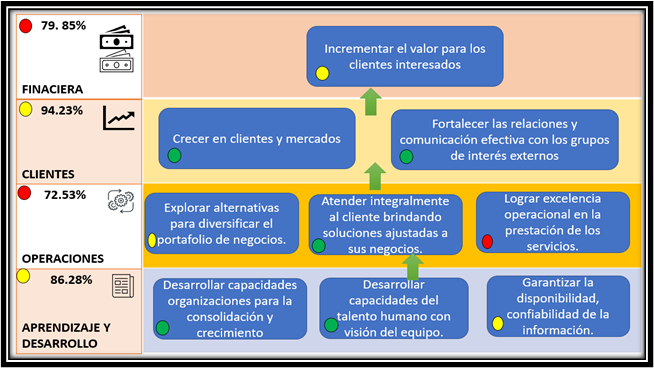 79. 85%
FINACIERA
Incrementar el valor para los
clientes interesados
94.23%
CLIENTES
Crecer en clientes y mercados
Fortalecer las relaciones y
comunicación efectiva con los grupos
de interés externos
72.53%
OPERACIONES
Explorar alternativas
para diversificar el
portafolio de negocios.
Atender integralmente
al cliente brindando
soluciones ajustadas a
sus negocios.
Lograr excelencia
operacional en la
prestación de los
servicios.
86.28%
APRENDIZAJE Y
DESARROLLO
Desarrollar capacidades
organizaciones para la
consolidación y
crecimiento
Desarrollar
capacidades del
talento humano con
visión del equipo.
Garantizar la
disponibilidad,
confiabilidad de la
información.